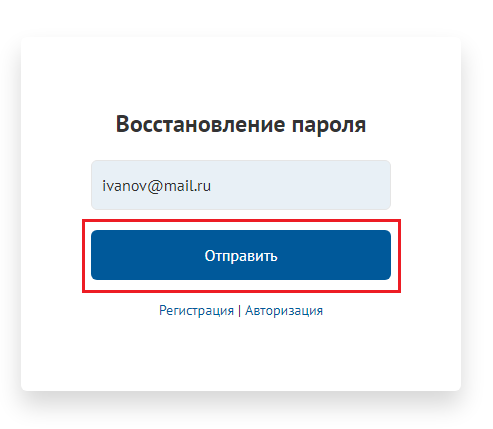 Восстановление пароля
ivanov@mail.ru
Отправить
Регистрация | Авторизация